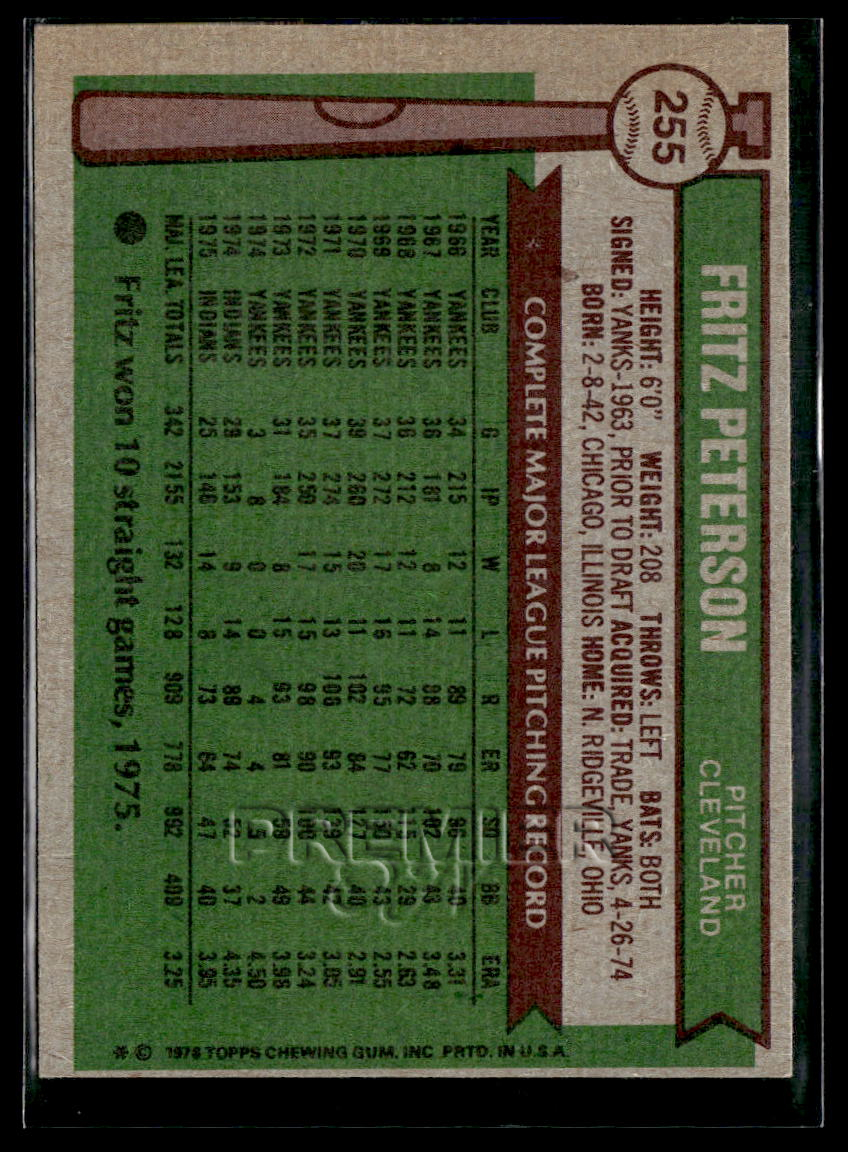 255
FRITZ PETERSON
PITCHER
CLEVELAND
HEIGHT: 6'0" WEIGHT: 208 THROWS: LEFT BATS: BOTH
SIGNED: YANKS-1963, PRIOR TO DRAFT ACQUIRED: TRADE, YANKS, 4-26-74
BORN: 2-8-42, CHICAGO, ILLINOIS HOME: N. RIDGEVILLE, OHIO
COMPLETE MAJOR LEAGUE PITCHING RECORD
YEAR CLUB G IP W L R ER SO BB ERA
1966 YANKEES 34 215 12 11 89 79 96 40 3.31
1967 YANKEES 36 181 8 14 98 70 102 43 3.48
1968 YANKEES 36 212 12 11 72 62 115 29 2.63
1969 YANKEES 37 272 17 16 95 77 150 43 2.55
1970 YANKEES 39 260 20 11 102 84 127 40 2.91
1971 YANKEES 37 274 15 13 106 93 139 42 3.05
1972 YANKEES 35 250 17 15 98 90 100 44 3.24
1973 YANKEES 31 184 8 15 93 81 59 49 3.96
1974 YANKEES 3 8 0 0 4 4 5 2 4.50
1974 INDIANS 29 153 9 14 88 74 52 37 4.35
1975 INDIANS 25 146 14 8 73 64 47 40 3.95
MAJ. LEA. TOTALS 342 2155 132 128 909 778 992 409 3.25
Fritz won 10 straight games, 1975.
* © 1976 TOPPS CHEWING GUM, INC PRTD. IN U.S.A.
PREMIER